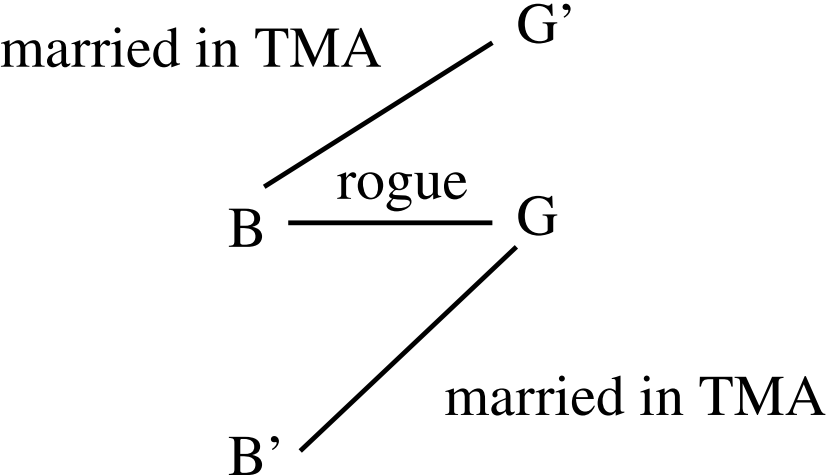 G’
married in TMA
rogue
B
G
married in TMA
B’